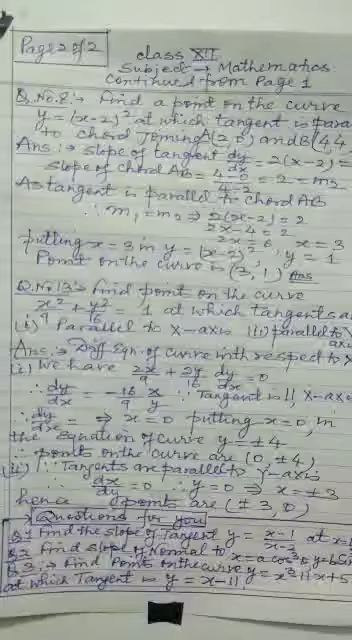 Page 2 of 2
class XII
Subject → Mathematics
Continued from Page 1
Q.No.8:→ Find a point on the curve
y = (x-2)² at which tangent is para
to chord Joining A(2,0) and B(4,4
Ans:→ slope of tangent dy/dx = 2(x-2) =
slope of chord AB = 4-0/4-2 = 2 = m2
As tangent is parallel to chord AB
∴ m1 = m2 ⇒ 2(x-2) = 2
2x-4 = 2
2x = 6, x = 3
putting x = 3 in y = (x-2)², y = 1
Point on the curve is (3, 1) Ans
Q.No.13:→ Find point on the curve
x²/9 + y²/16 = 1 at which tangents a
(i) Parallel to x-axis (ii) parallel to Y
axis
Ans:→ Diff Eqn. of curve with respect to x
(i) We have 2x/9 + 2y/16 dy/dx = 0
∴ dy/dx = -16/9 x/y ∵ Tangent is || x-axis
∴ dy/dx = ⇒ x = 0 putting x = 0, in
the equation of curve y = ±4
∴ points on the curve are (0, ±4)
(ii) ∵ Tangents are parallel to Y-axis
∴ dx/dy = 0 ∴ y = 0 ⇒ x = ±3
hence points are (±3, 0)
Questions for you
Q.1 Find the slope of Tangent y = x-1/x-2 at x=
Q.2 Find slope of Normal to x = a cos³θ, y = b Sin
Q.3:→ Find Points on the curve y = x³-11x+5
at which Tangent is y = x-11.